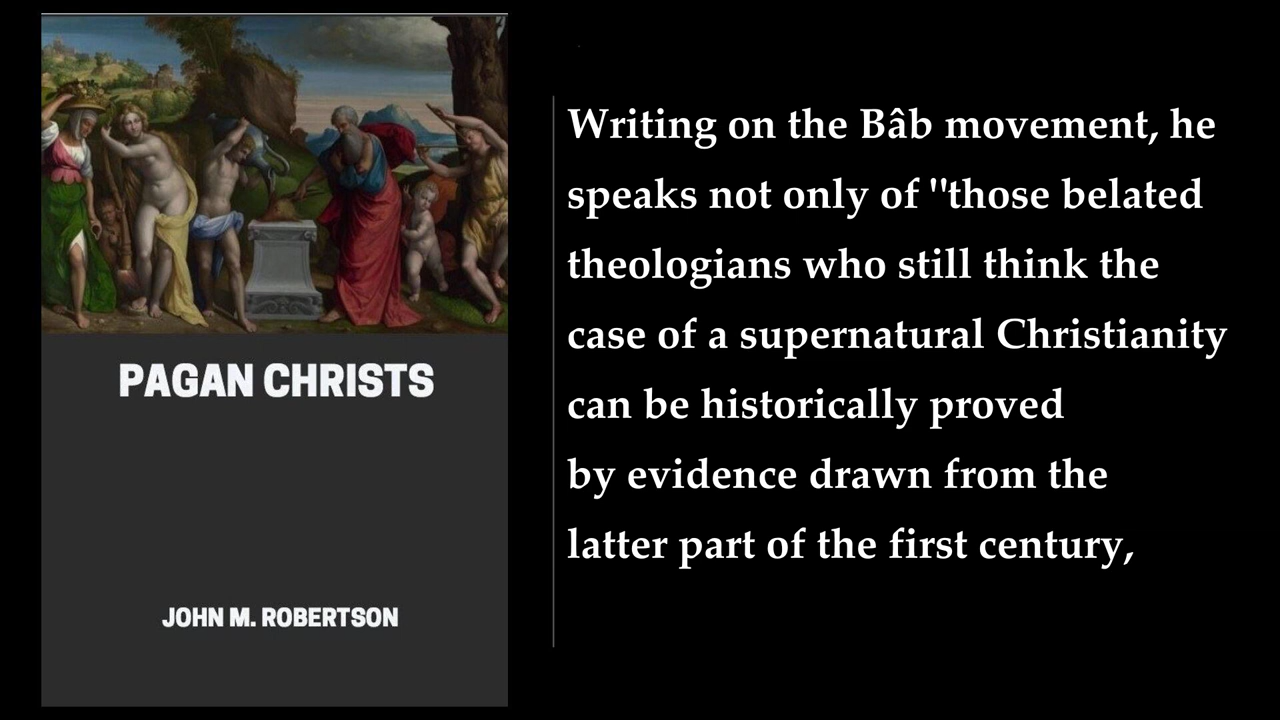 PAGAN CHRISTS
JOHN M. ROBERTSON
Writing on the Bâb movement, he
speaks not only of "those belated
theologians who still think the
case of a supernatural Christianity
can be historically proved
by evidence drawn from the
latter part of the first century,